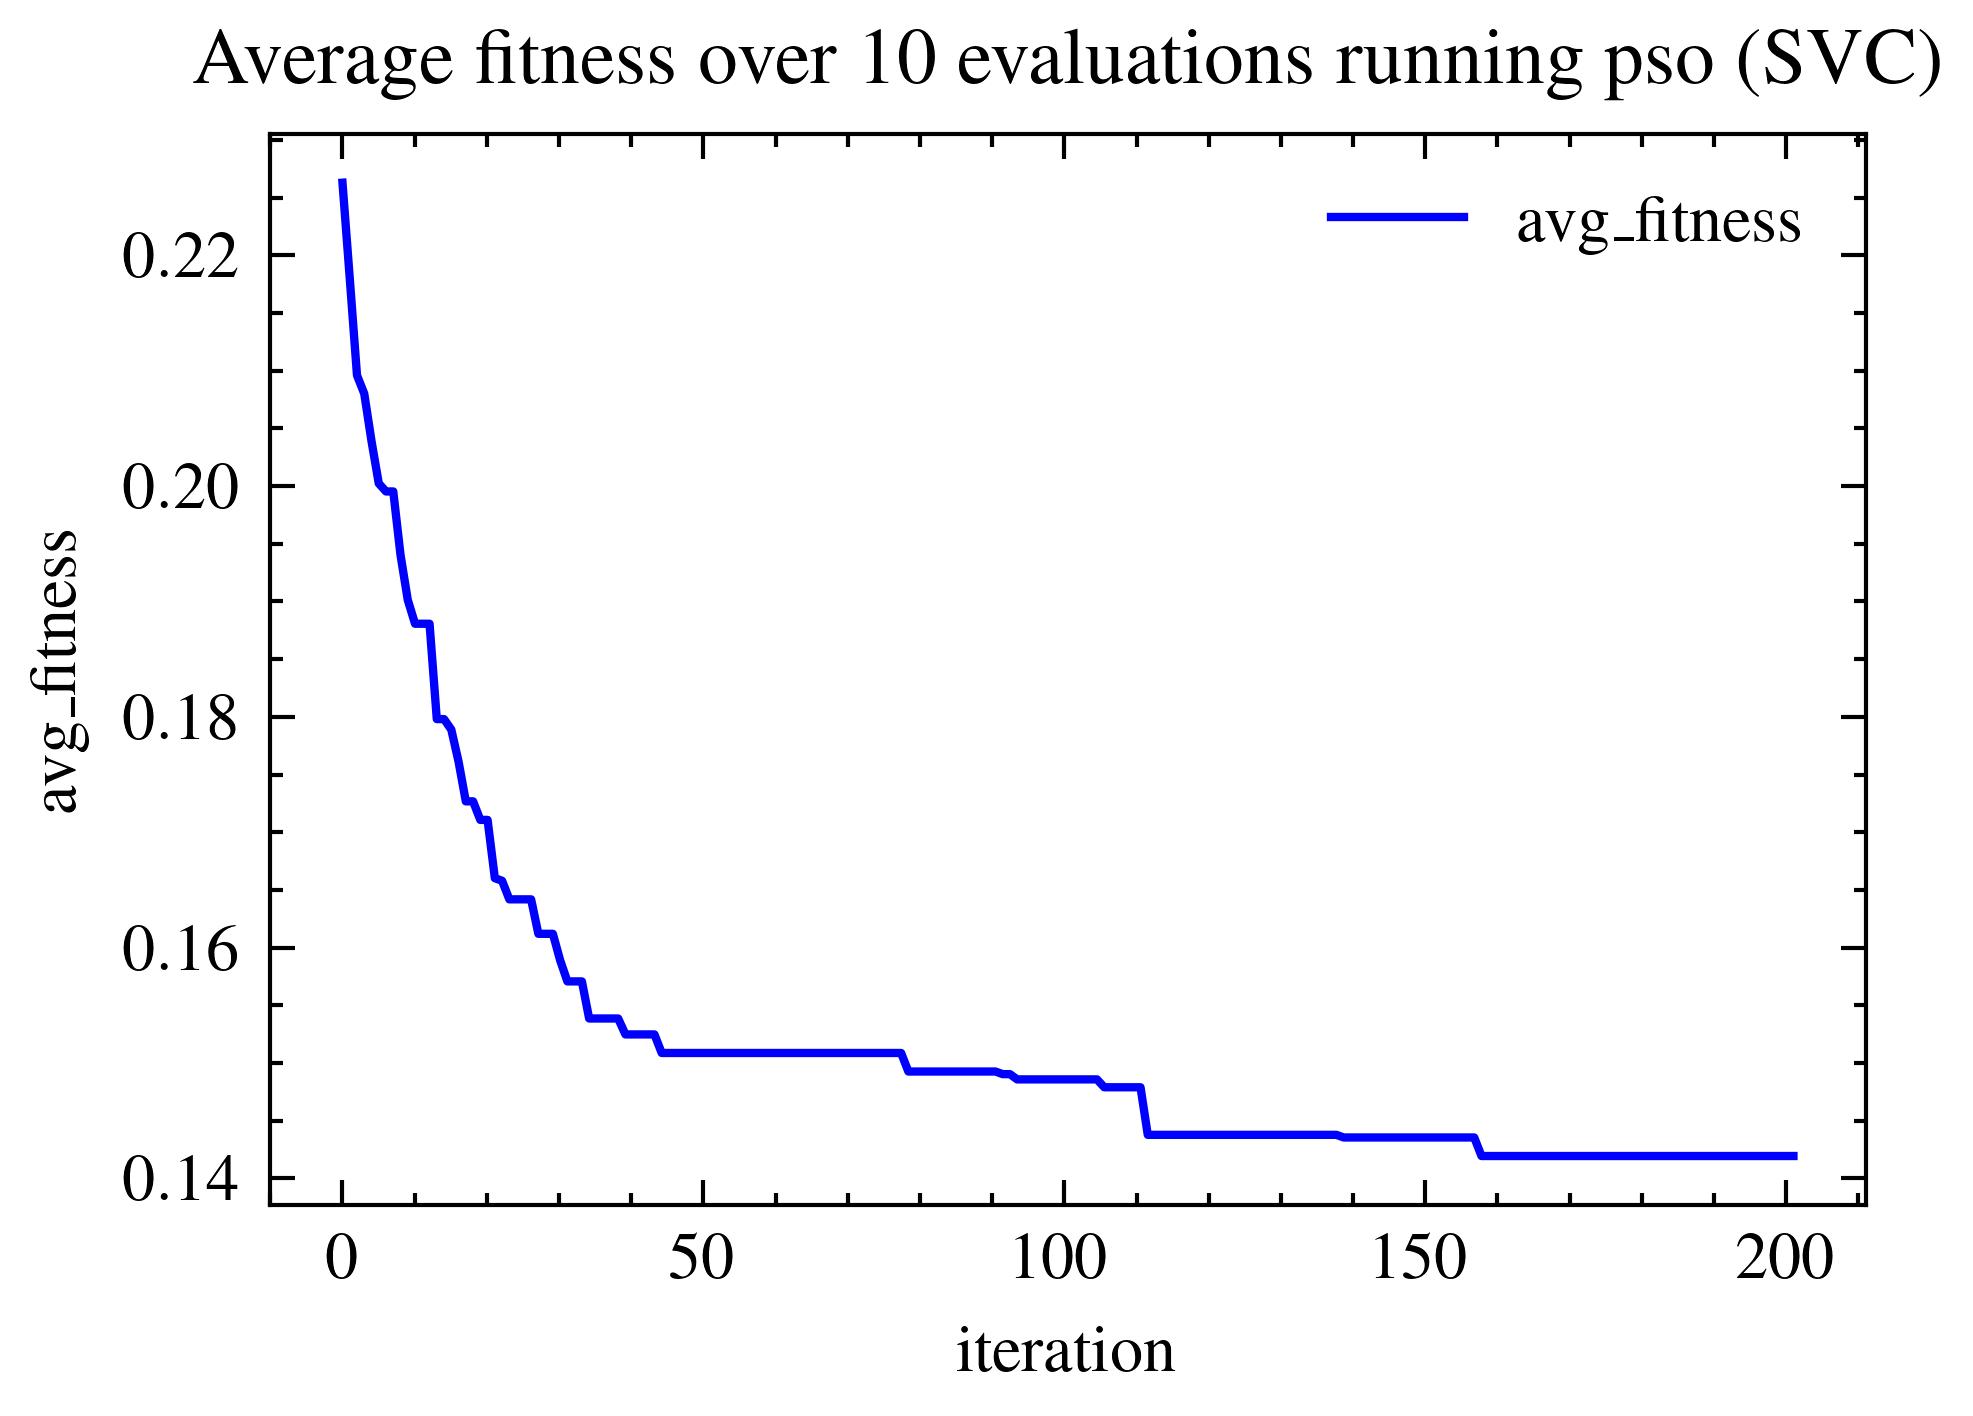 Average fitness over 10 evaluations running pso (SVC)
avg_fitness
avg_fitness
0.22
0.20
0.18
0.16
0.14
0 50 100 150 200
iteration